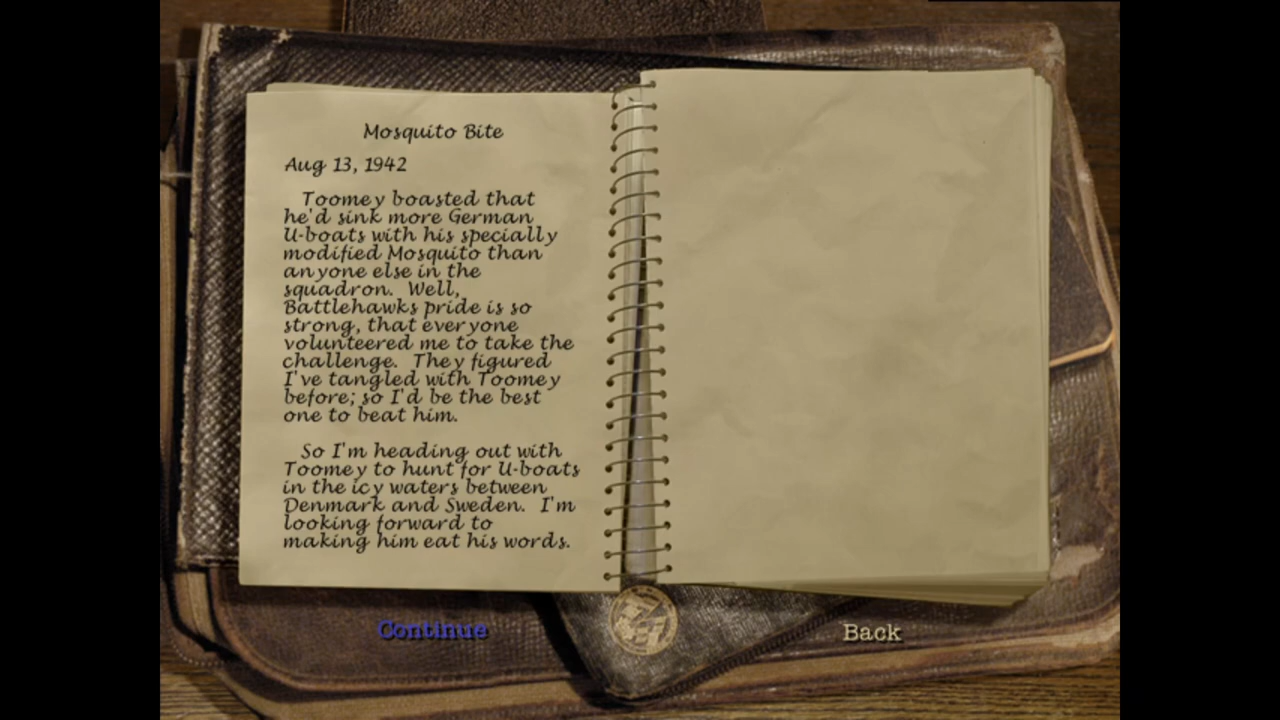 Mosquito Bite
Aug 13, 1942
Toomey boasted that
he'd sink more German
U-boats with his specially
modified Mosquito than
anyone else in the
squadron. Well,
Battlehawks pride is so
strong, that everyone
volunteered me to take the
challenge. They figured
I've tangled with Toomey
before; so I'd be the best
one to beat him.
So I'm heading out with
Toomey to hunt for U-boats
in the icy waters between
Denmark and Sweden. I'm
looking forward to
making him eat his words.
Continue
Back